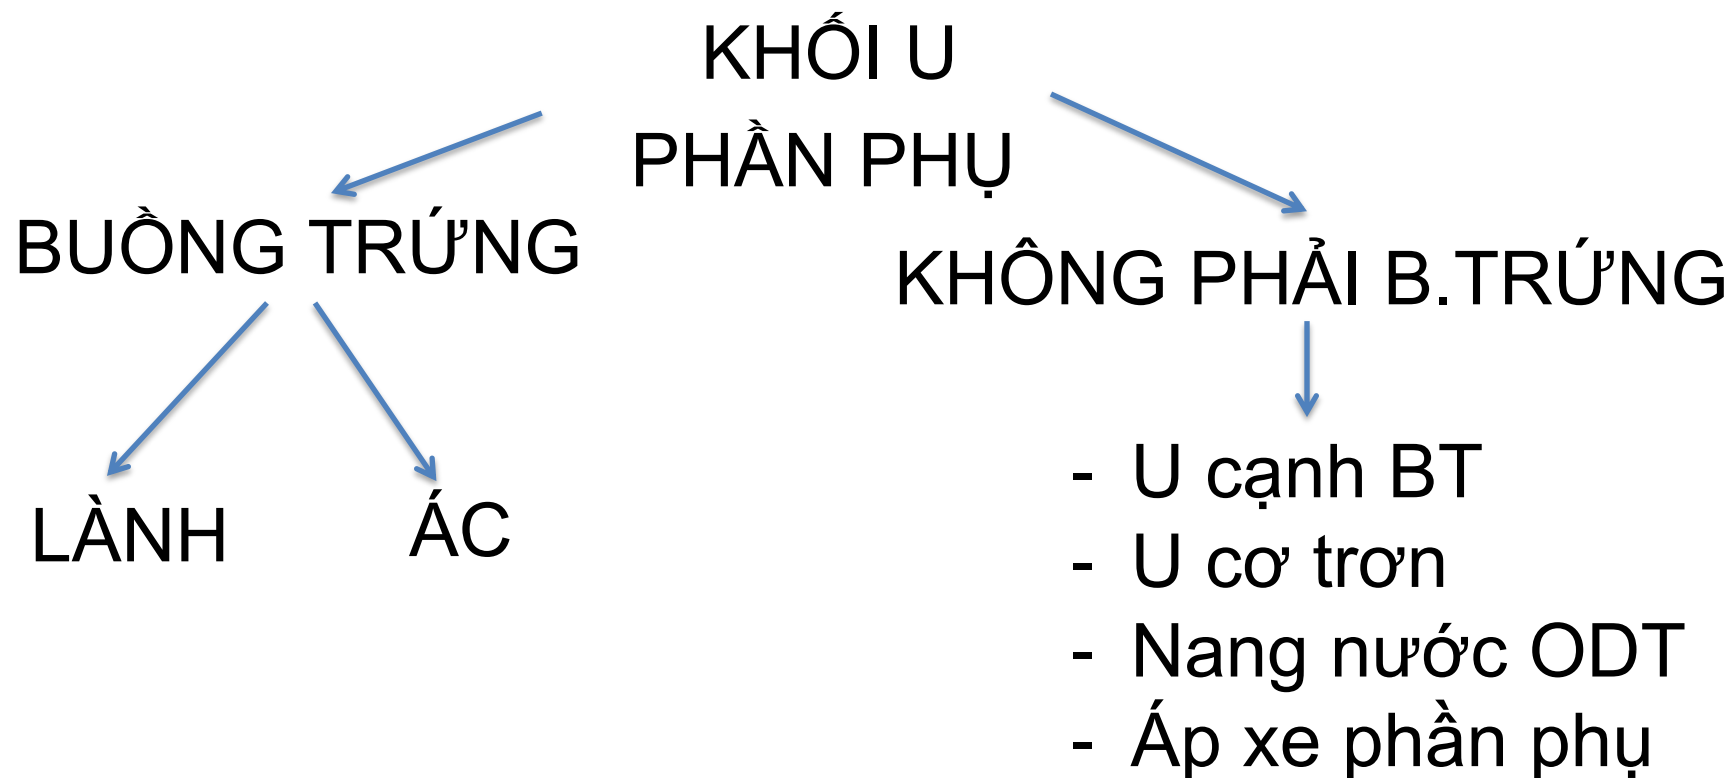 KHỐI U
PHẦN PHỤ
BUỒNG TRỨNG
KHÔNG PHẢI B.TRỨNG
LÀNH
ÁC
- U cạnh BT
- U cơ trơn
- Nang nước ODT
- Áp xe phần phụ